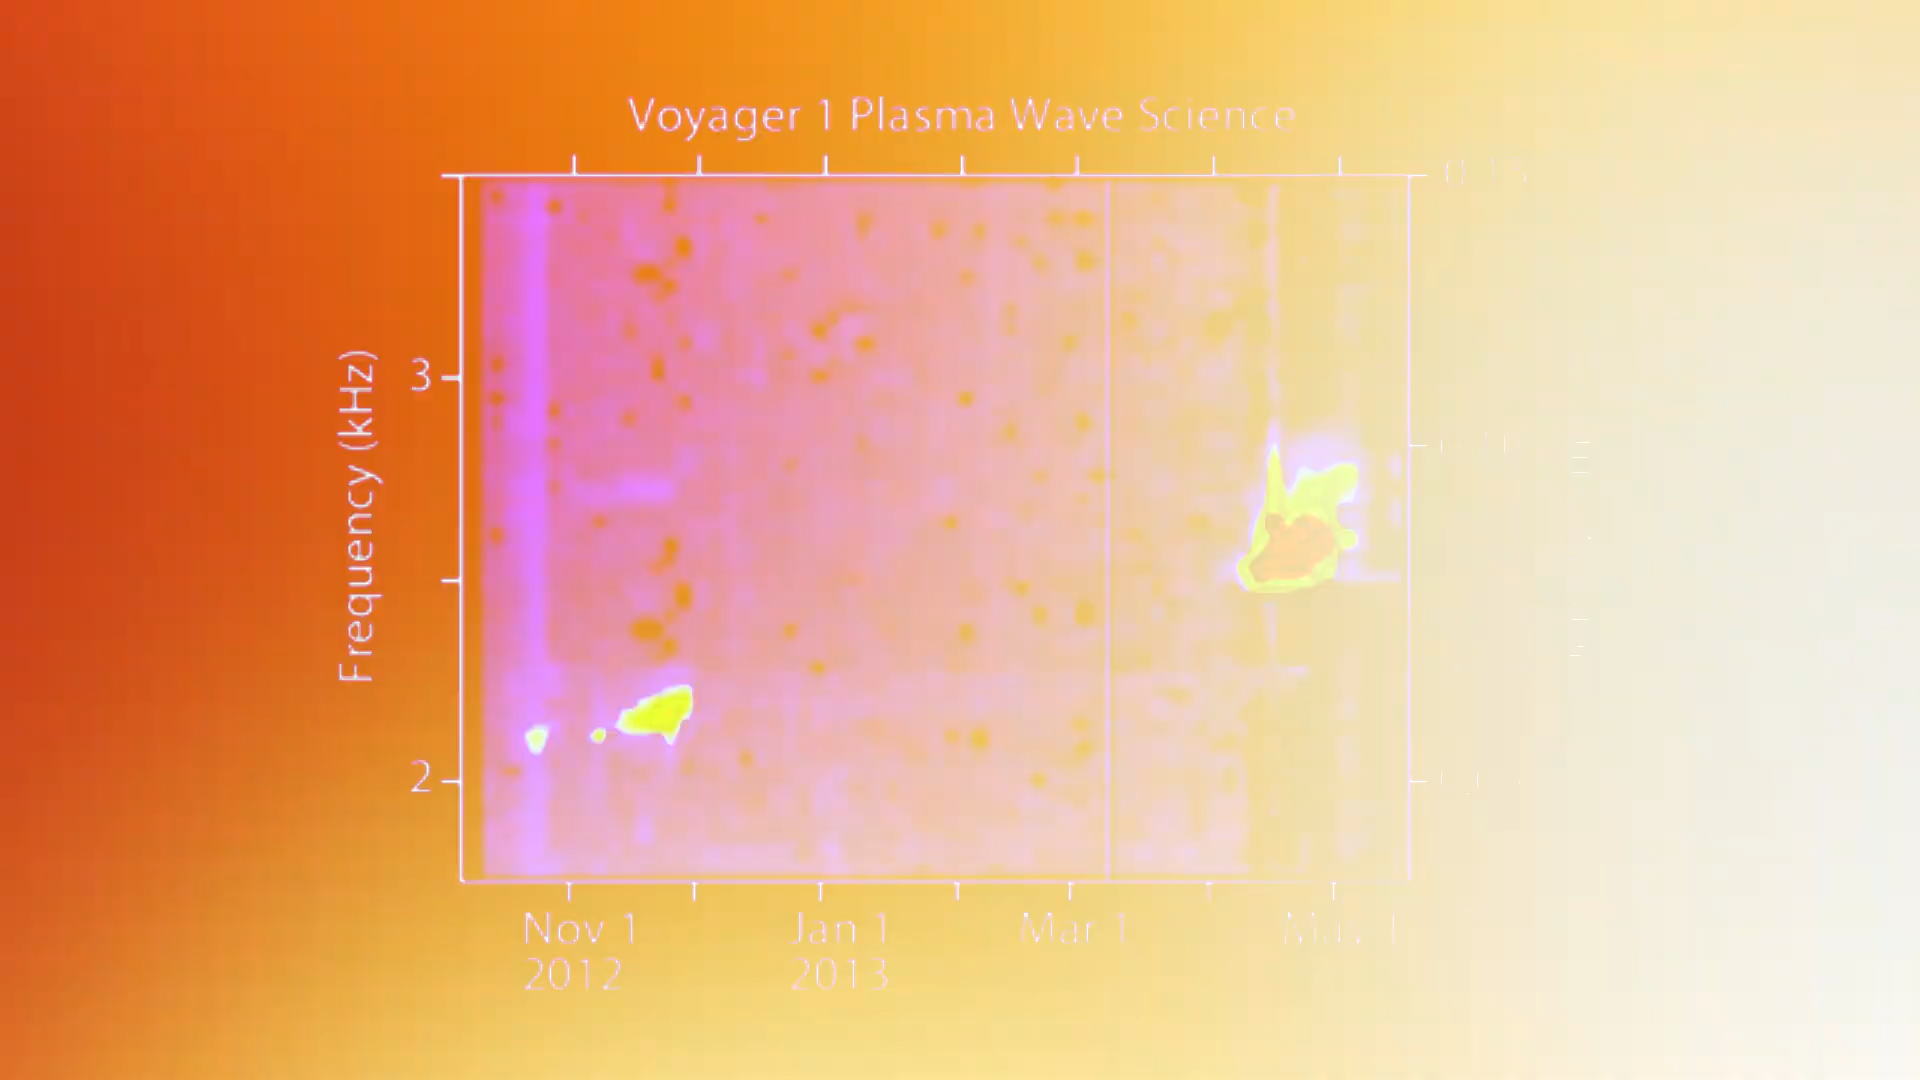 Voyager 1 Plasma Wave Science
Frequency (kHz)
3
2
Nov 1
2012
Jan 1
2013
Mar 1